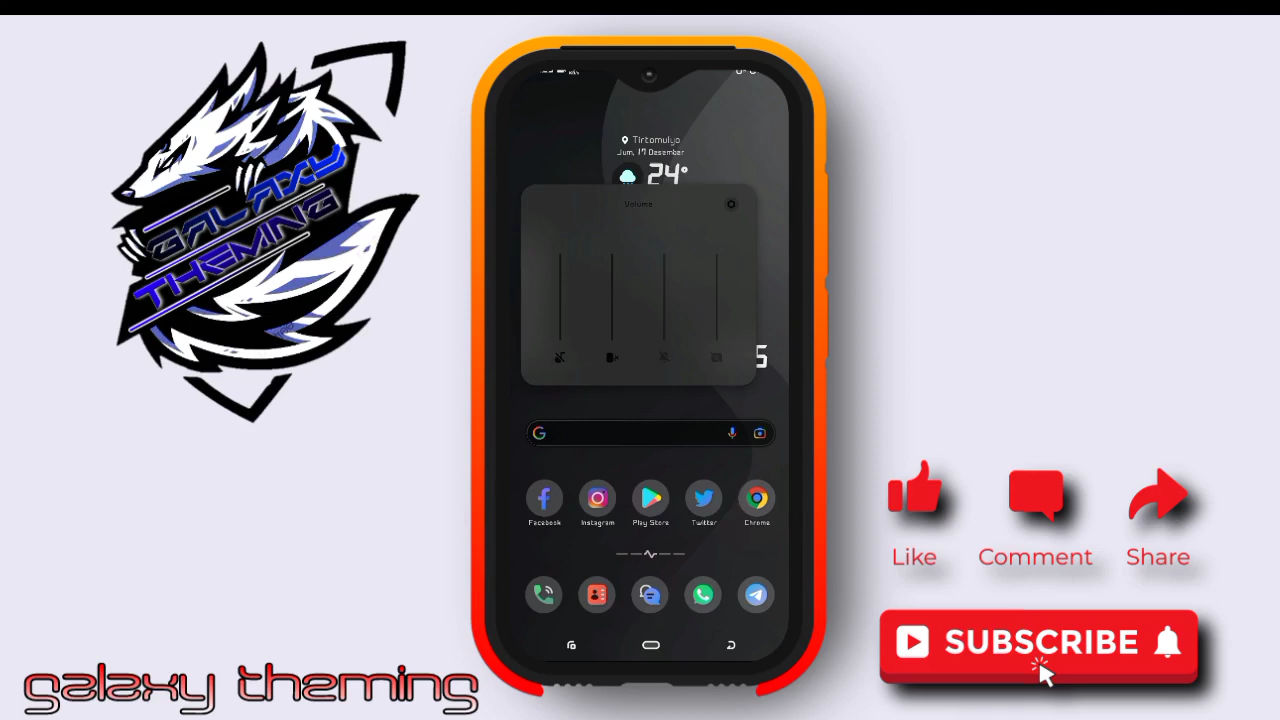 GALAXY
THEMING
Tirtomulyo
Jum, 17 Desember
24°
Volume
5
Facebook
Instagram
Play Store
Twitter
Chrome
Like
Comment
Share
SUBSCRIBE
galaxy theming